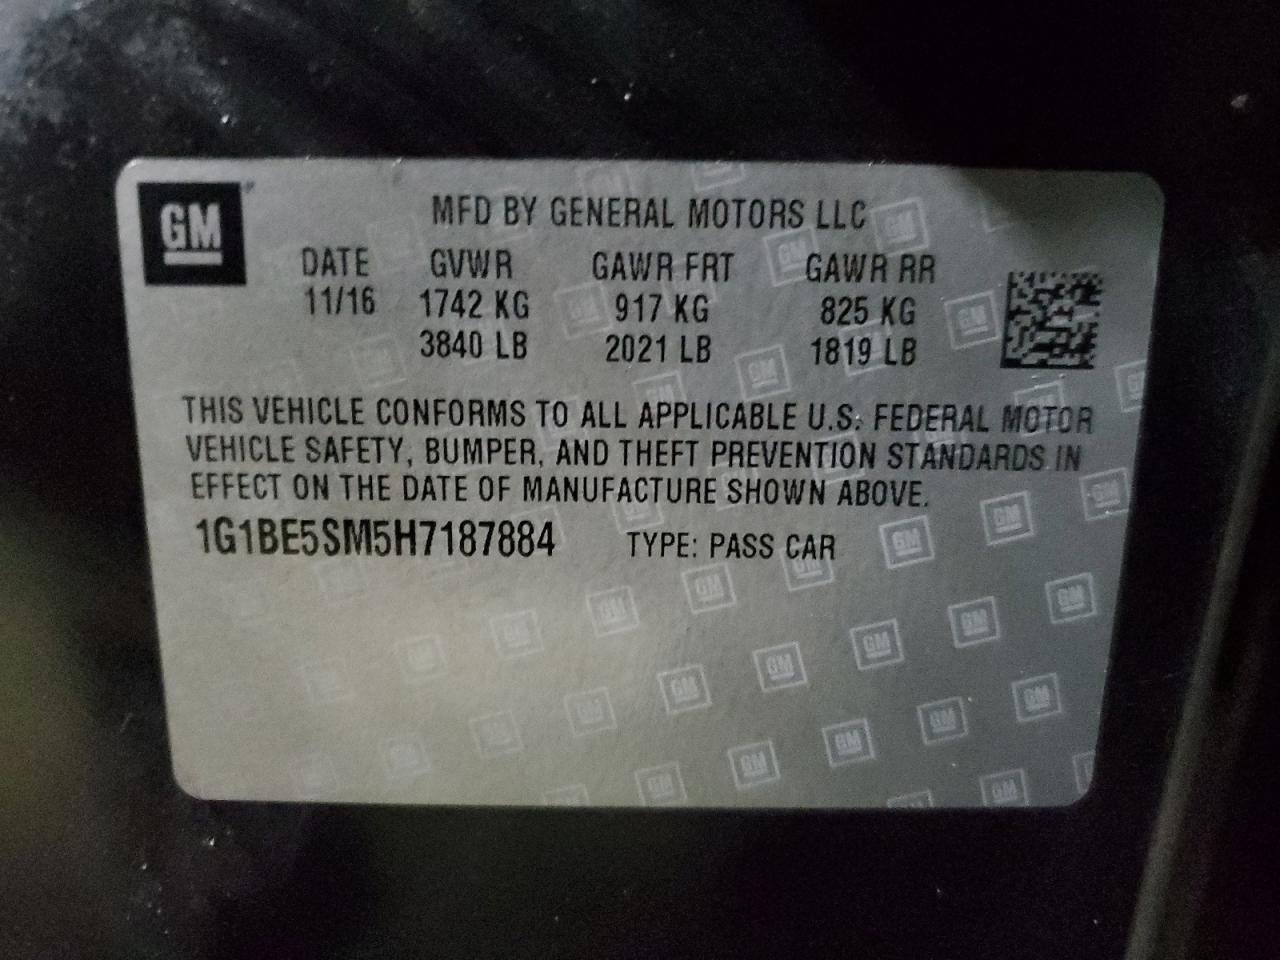 GM
MFD BY GENERAL MOTORS LLC
DATE GVWR GAWR FRT GAWR RR
11/16 1742 KG 917 KG 825 KG
3840 LB 2021 LB 1819 LB
THIS VEHICLE CONFORMS TO ALL APPLICABLE U.S. FEDERAL MOTOR
VEHICLE SAFETY, BUMPER, AND THEFT PREVENTION STANDARDS IN
EFFECT ON THE DATE OF MANUFACTURE SHOWN ABOVE.
1G1BE5SM5H7187884 TYPE: PASS CAR